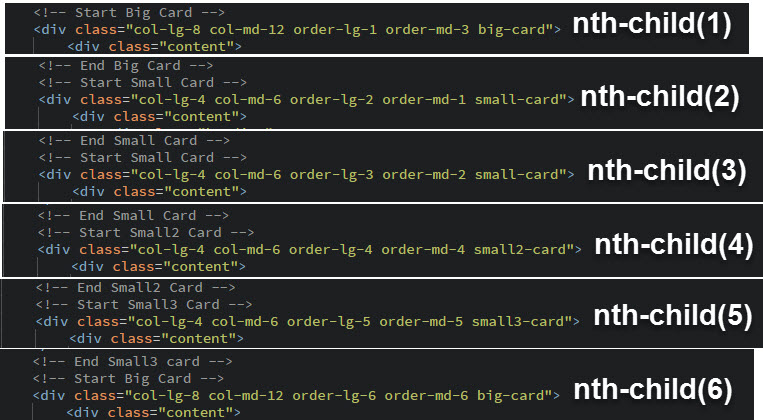 <!-- Start Big Card -->
<div class="col-lg-8 col-md-12 order-lg-1 order-md-3 big-card"> nth-child(1)
<div class="content">
<!-- End Big Card -->
<!-- Start Small Card -->
<div class="col-lg-4 col-md-6 order-lg-2 order-md-1 small-card"> nth-child(2)
<div class="content">
<!-- End Small Card -->
<!-- Start Small Card -->
<div class="col-lg-4 col-md-6 order-lg-3 order-md-2 small-card"> nth-child(3)
<div class="content">
<!-- End Small Card -->
<!-- Start Small2 Card -->
<div class="col-lg-4 col-md-6 order-lg-4 order-md-4 small2-card"> nth-child(4)
<div class="content">
<!-- End Small2 Card -->
<!-- Start Small3 Card -->
<div class="col-lg-4 col-md-6 order-lg-5 order-md-5 small3-card"> nth-child(5)
<div class="content">
<!-- End Small3 card -->
<!-- Start Big Card -->
<div class="col-lg-8 col-md-12 order-lg-6 order-md-6 big-card"> nth-child(6)
<div class="content">